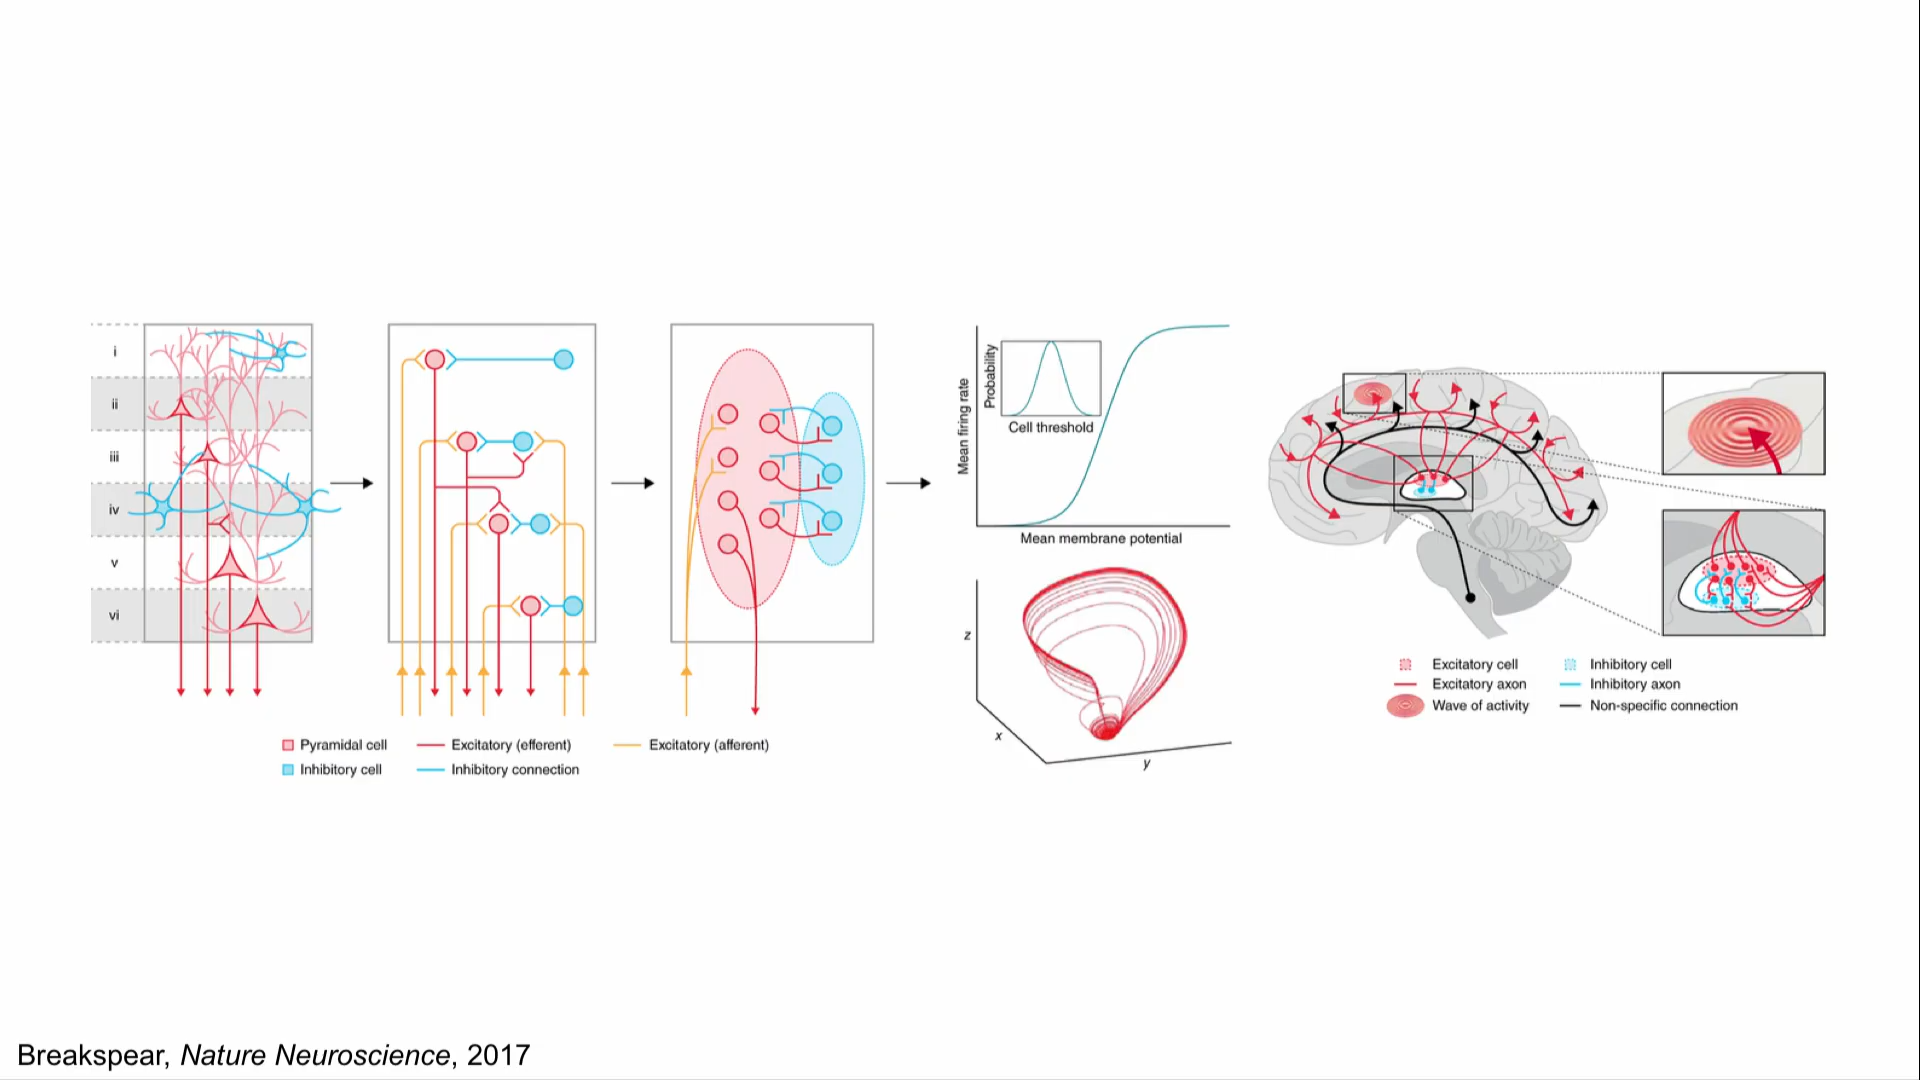 i
ii
iii
iv
v
vi
Pyramidal cell
Excitatory (efferent)
Excitatory (afferent)
Inhibitory cell
Inhibitory connection
Mean firing rate
Probability
Cell threshold
Mean membrane potential
z
x
y
Excitatory cell
Inhibitory cell
Excitatory axon
Inhibitory axon
Wave of activity
Non-specific connection
Breakspear, Nature Neuroscience, 2017